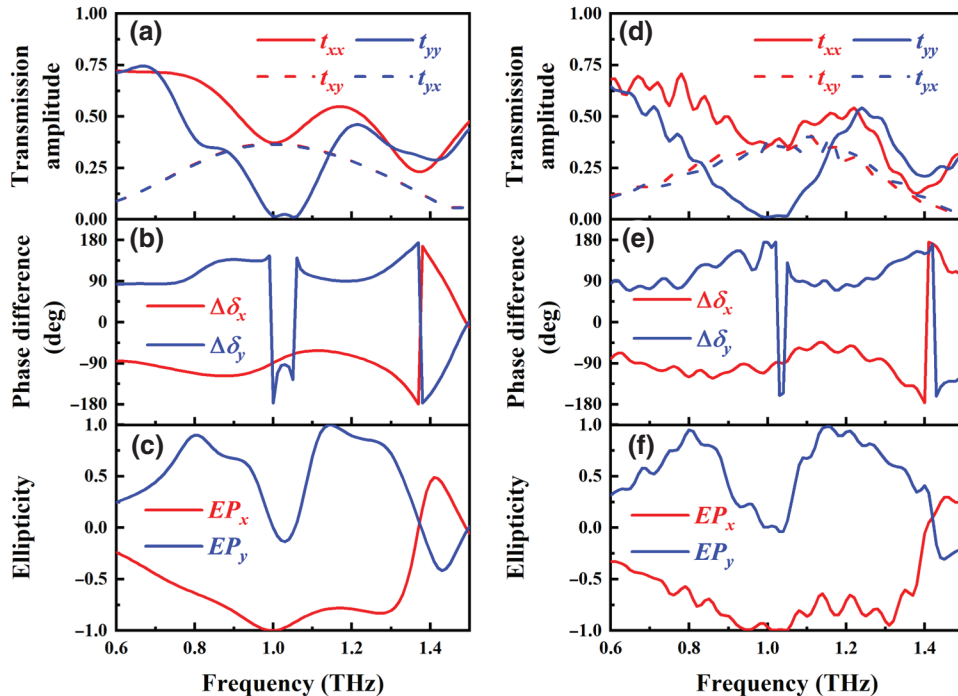 (a)
t_xx
t_yy
t_xy
t_yx
Transmission
amplitude
1.00
0.75
0.50
0.25
0.00
(b)
Δδ_x
Δδ_y
Phase difference
(deg)
180
90
0
−90
−180
(c)
EP_x
EP_y
Ellipticity
1.0
0.5
0.0
−0.5
−1.0
0.6 0.8 1.0 1.2 1.4
Frequency (THz)
(d)
t_xx
t_yy
t_xy
t_yx
Transmission
amplitude
1.00
0.75
0.50
0.25
0.00
(e)
Δδ_x
Δδ_y
Phase difference
(deg)
180
90
0
−90
−180
(f)
EP_x
EP_y
Ellipticity
1.0
0.5
0.0
−0.5
−1.0
0.6 0.8 1.0 1.2 1.4
Frequency (THz)